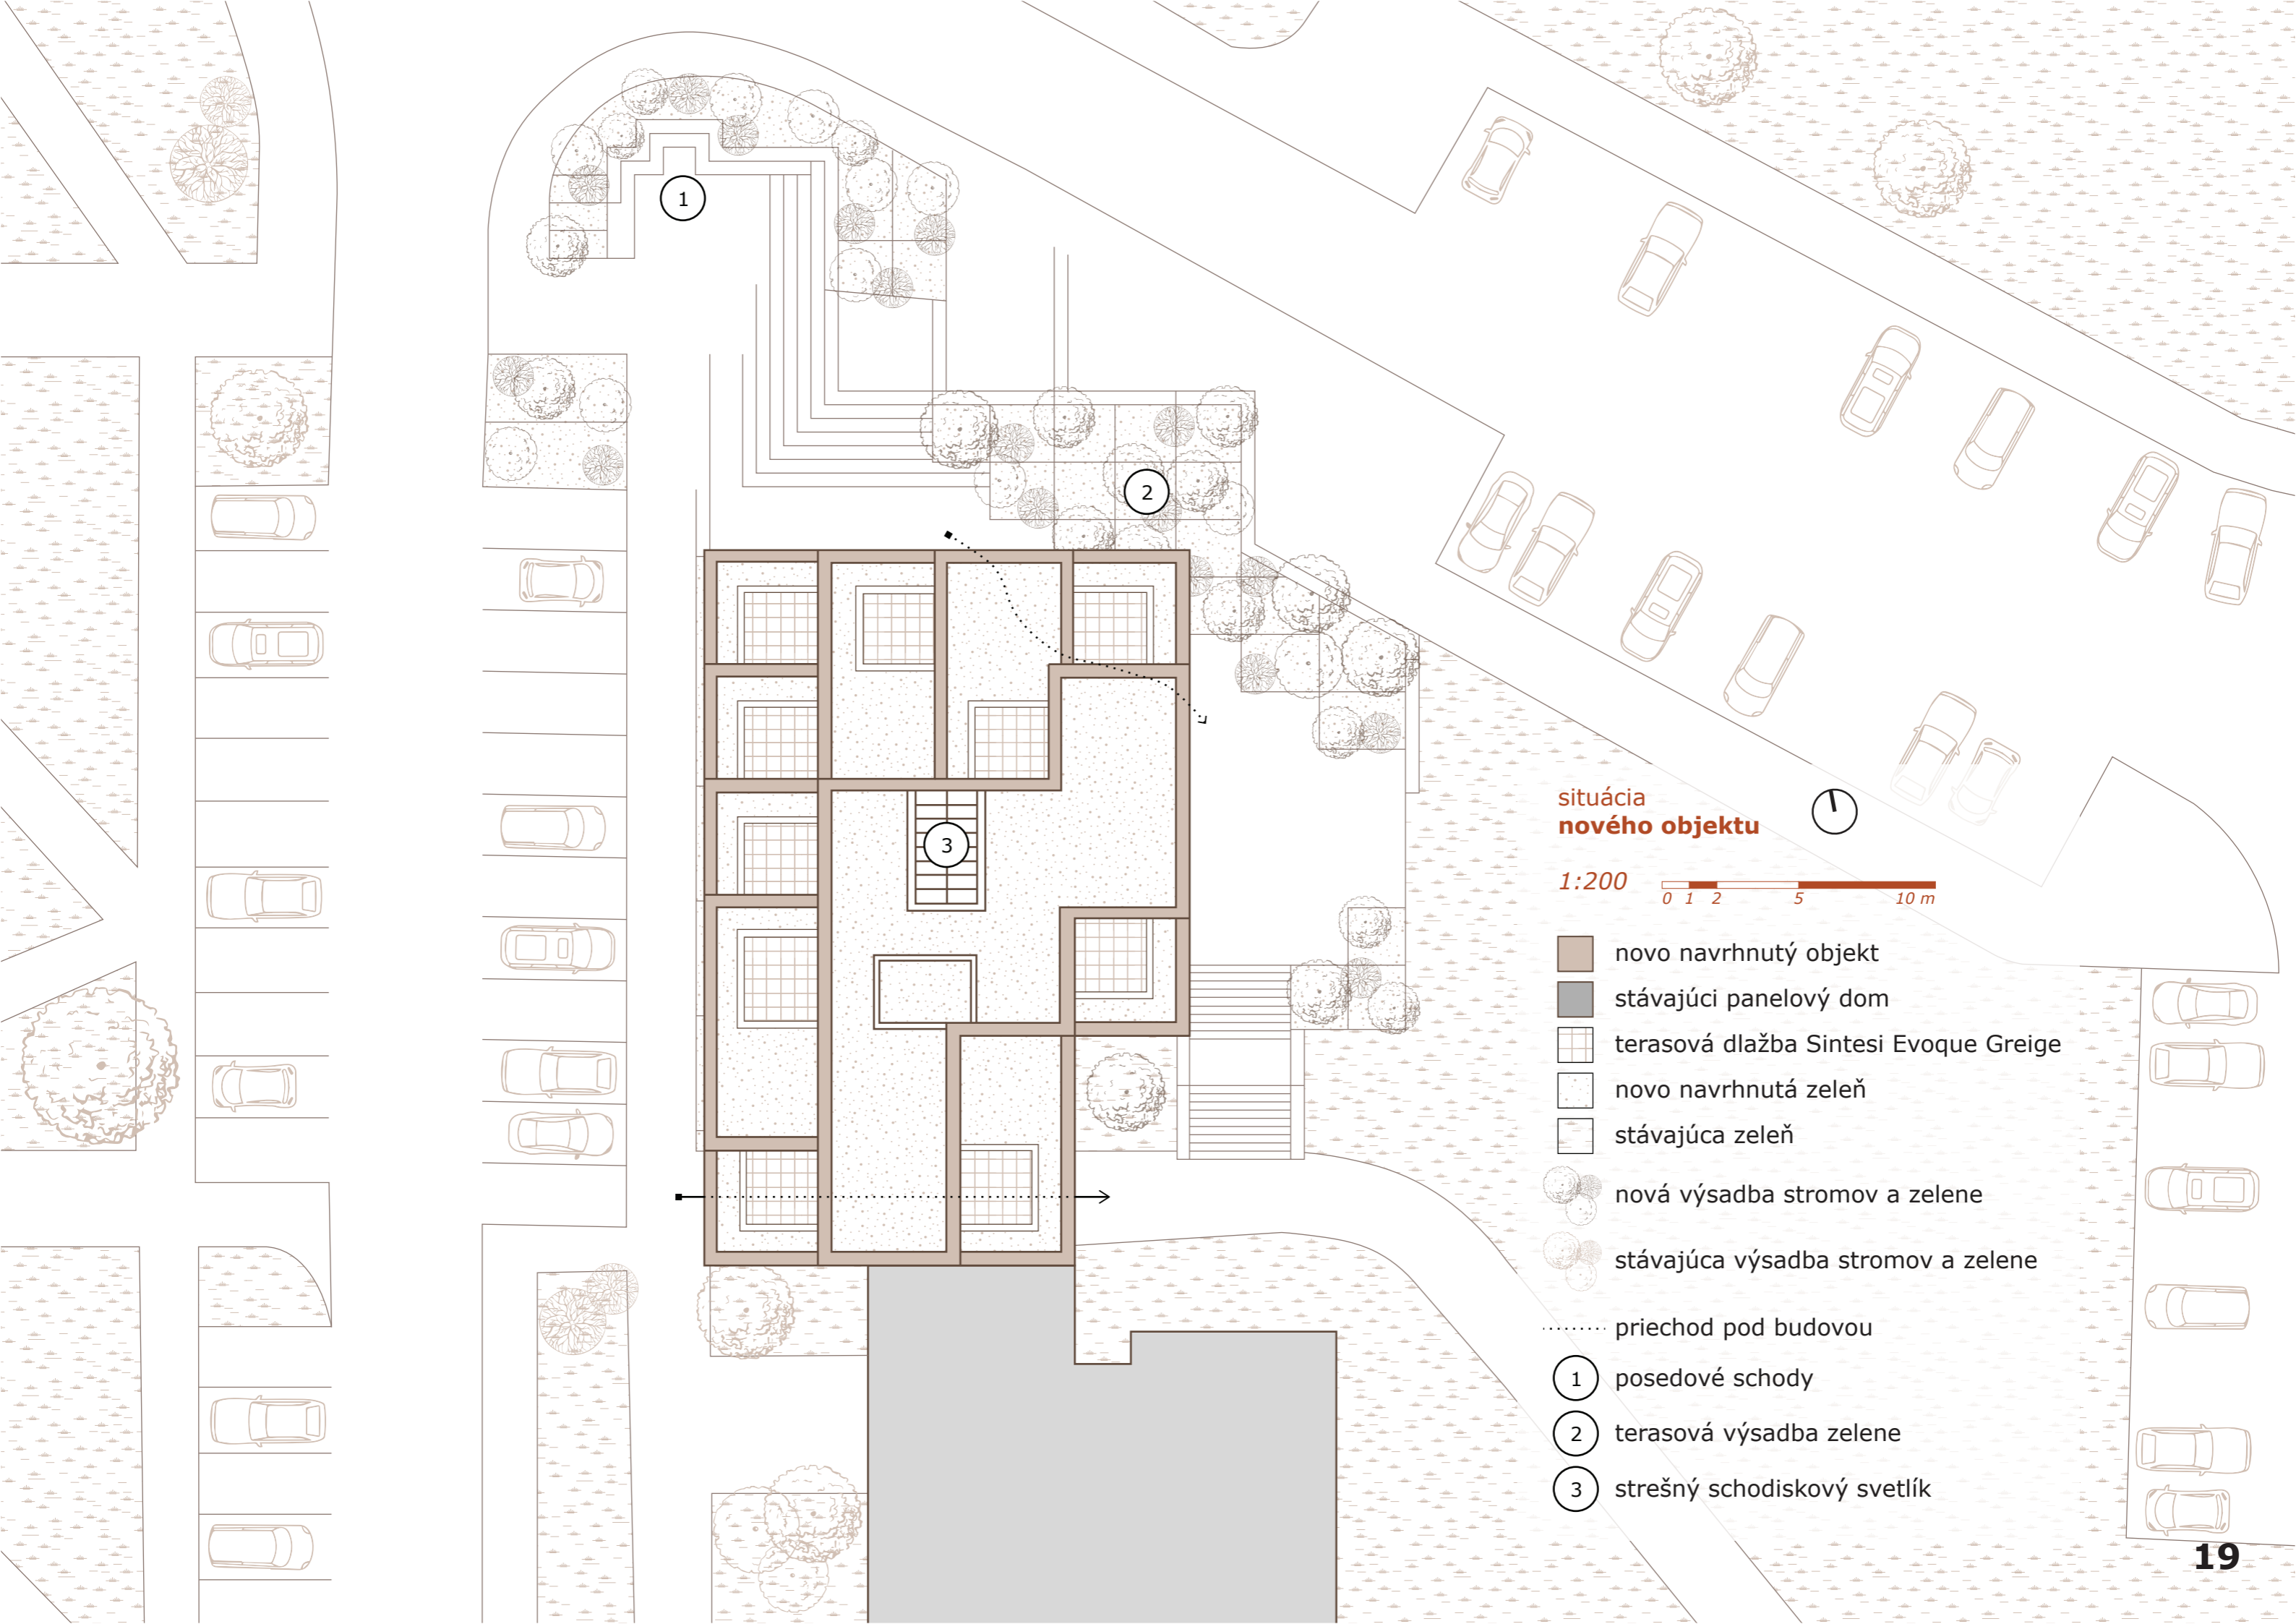 1
2
3
situácia
nového objektu
1:200
0 1 2 5 10 m
novo navrhnutý objekt
stávajúci panelový dom
terasová dlažba Sintesi Evoque Greige
novo navrhnutá zeleň
stávajúca zeleň
nová výsadba stromov a zelene
stávajúca výsadba stromov a zelene
priechod pod budovou
1 posedové schody
2 terasová výsadba zelene
3 strešný schodiskový svetlík
19